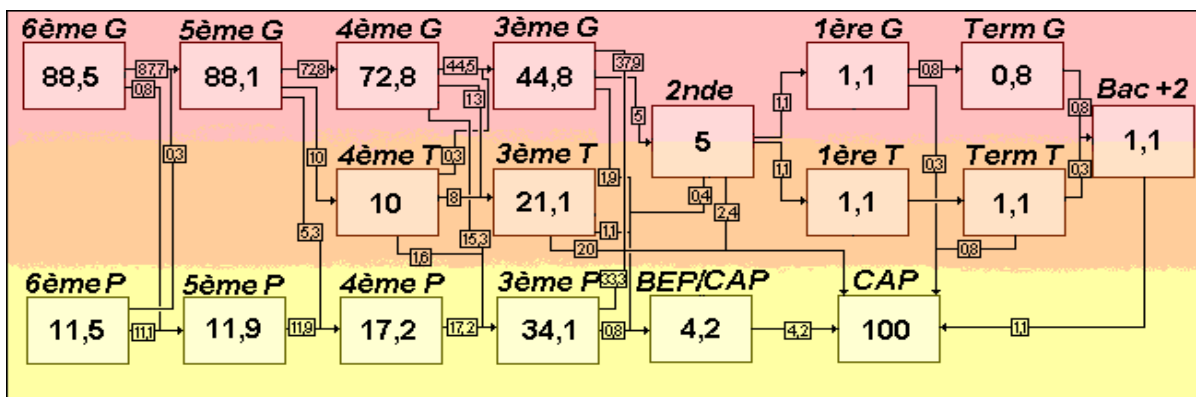 6ème G 5ème G 4ème G 3ème G 1ère G Term G
88,5 87,7 0,8 88,1 72,8 72,8 44,5 13 44,8 37,9 5 1,1 1,1 0,8 0,8 0,8
2nde Bac +2
5 1,1 1,1
0,3 10 4ème T 0,3 3ème T 1,9 0,4 1ère T 0,3 Term T 0,3
10 8 21,1 2,4 1,1 1,1
5,3 1,6 15,3 1,1 20 0,8
6ème P 5ème P 4ème P 3ème P 33,3 BEP/CAP CAP
11,5 11,1 11,9 11,9 17,2 17,2 34,1 0,8 4,2 4,2 100 1,1